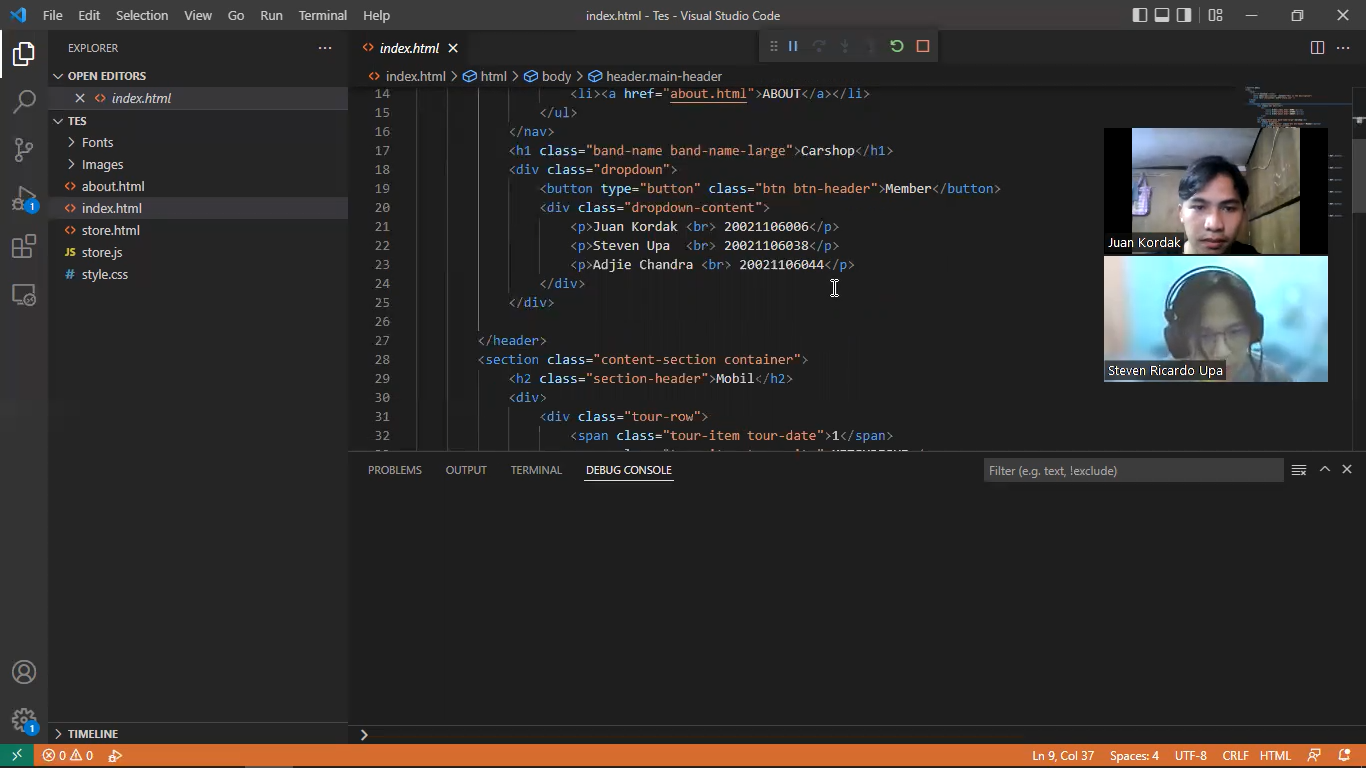 File Edit Selection View Go Run Terminal Help
index.html - Tes - Visual Studio Code
EXPLORER
OPEN EDITORS
index.html
TES
Fonts
Images
about.html
index.html
store.html
store.js
style.css
TIMELINE
index.html
index.html > html > body > header.main-header
14 <li><a href="about.html">ABOUT</a></li>
15 </ul>
16 </nav>
17 <h1 class="band-name band-name-large">Carshop</h1>
18 <div class="dropdown">
19 <button type="button" class="btn btn-header">Member</button>
20 <div class="dropdown-content">
21 <p>Juan Kordak <br> 20021106006</p>
22 <p>Steven Upa  <br> 20021106038</p>
23 <p>Adjie Chandra <br> 20021106044</p>
24 </div>
25 </div>
26
27 </header>
28 <section class="content-section container">
29 <h2 class="section-header">Mobil</h2>
30 <div>
31 <div class="tour-row">
32 <span class="tour-item tour-date">1</span>
Juan Kordak
Steven Ricardo Upa
PROBLEMS OUTPUT TERMINAL DEBUG CONSOLE
Filter (e.g. text, !exclude)
1
1
0 0
Ln 9, Col 37 Spaces: 4 UTF-8 CRLF HTML